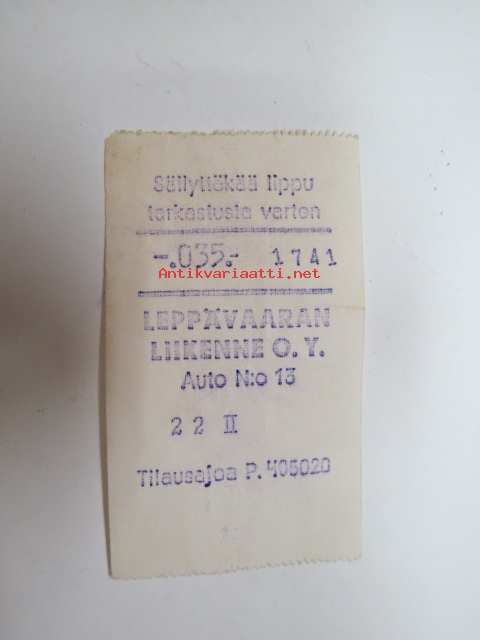 Säilyttäkää lippu
tarkastusta varten
-.035.- 1741
Antikvariaatti.net
LEPPÄVAARAN
LIIKENNE O.Y.
Auto N:o 13
22 II
Tilausajoa P. 405020